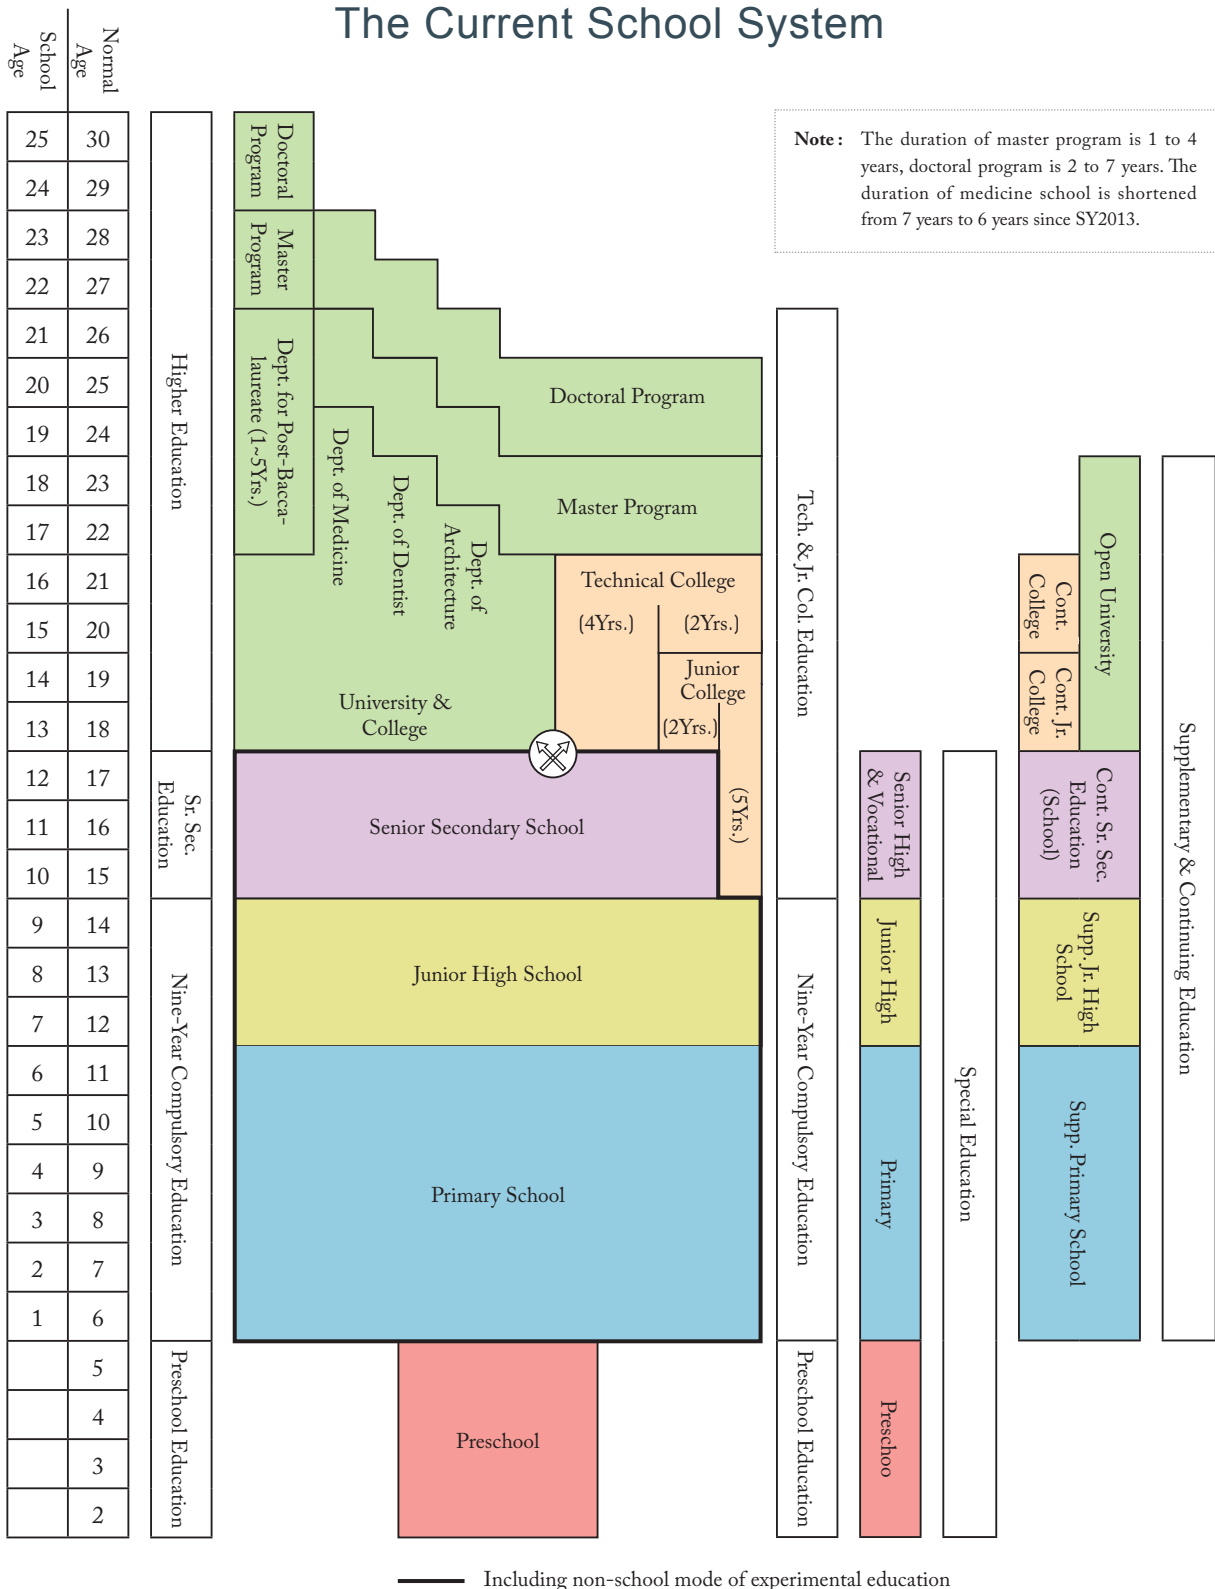 The Current School System
School
Age
Normal
Age
25 30
24 29
23 28
22 27
21 26
20 25
19 24
18 23
17 22
16 21
15 20
14 19
13 18
12 17
11 16
10 15
9 14
8 13
7 12
6 11
5 10
4 9
3 8
2 7
1 6
5
4
3
2
Higher Education
Sr. Sec.
Education
Nine-Year Compulsory Education
Preschool Education
Doctoral
Program
Master
Program
Dept. for Post-Bacca-
laureate (1~5Yrs.)
Dept. of Medicine
Dept. of Dentist
Dept. of
Architecture
Doctoral Program
Master Program
Technical College
(4Yrs.)
(2Yrs.)
Junior
College
(2Yrs.)
(5Yrs.)
University &
College
Senior Secondary School
Junior High School
Primary School
Preschool
Note: The duration of master program is 1 to 4
years, doctoral program is 2 to 7 years. The
duration of medicine school is shortened
from 7 years to 6 years since SY2013.
Tech. & Jr. Col. Education
Nine-Year Compulsory Education
Preschool Education
Senior High
& Vocational
Junior High
Primary
Preschoo
Special Education
Open University
Cont.
College
Cont. Jr.
College
Cont. Sr. Sec.
Education
(School)
Supp. Jr. High
School
Supp. Primary School
Supplementary & Continuing Education
Including non-school mode of experimental education